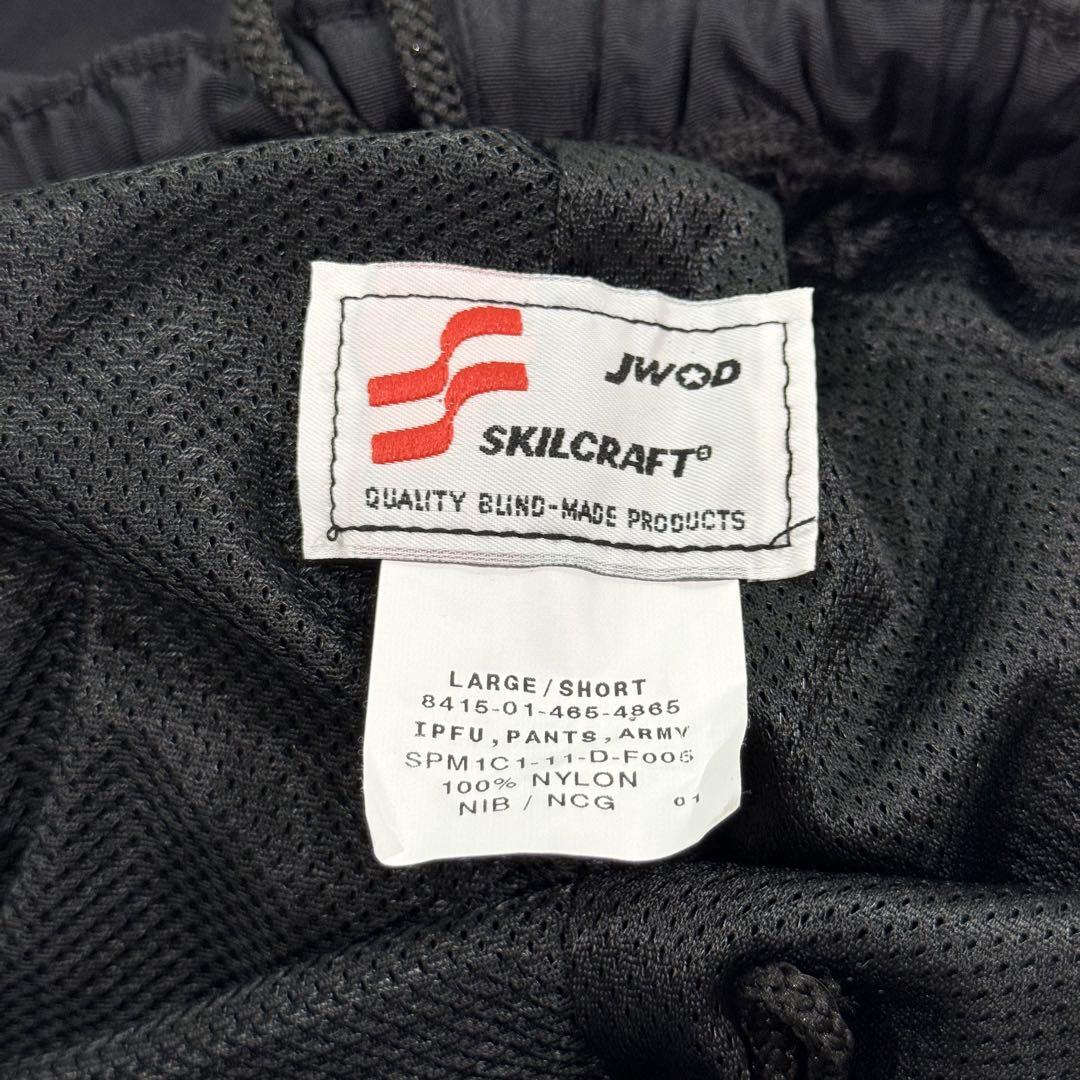 JWOD
SKILCRAFT®
QUALITY BLIND-MADE PRODUCTS
LARGE/SHORT
8415-01-465-4865
IPFU, PANTS, ARMY
SPM1C1-11-D-F005
100% NYLON
NIB / NCG 01